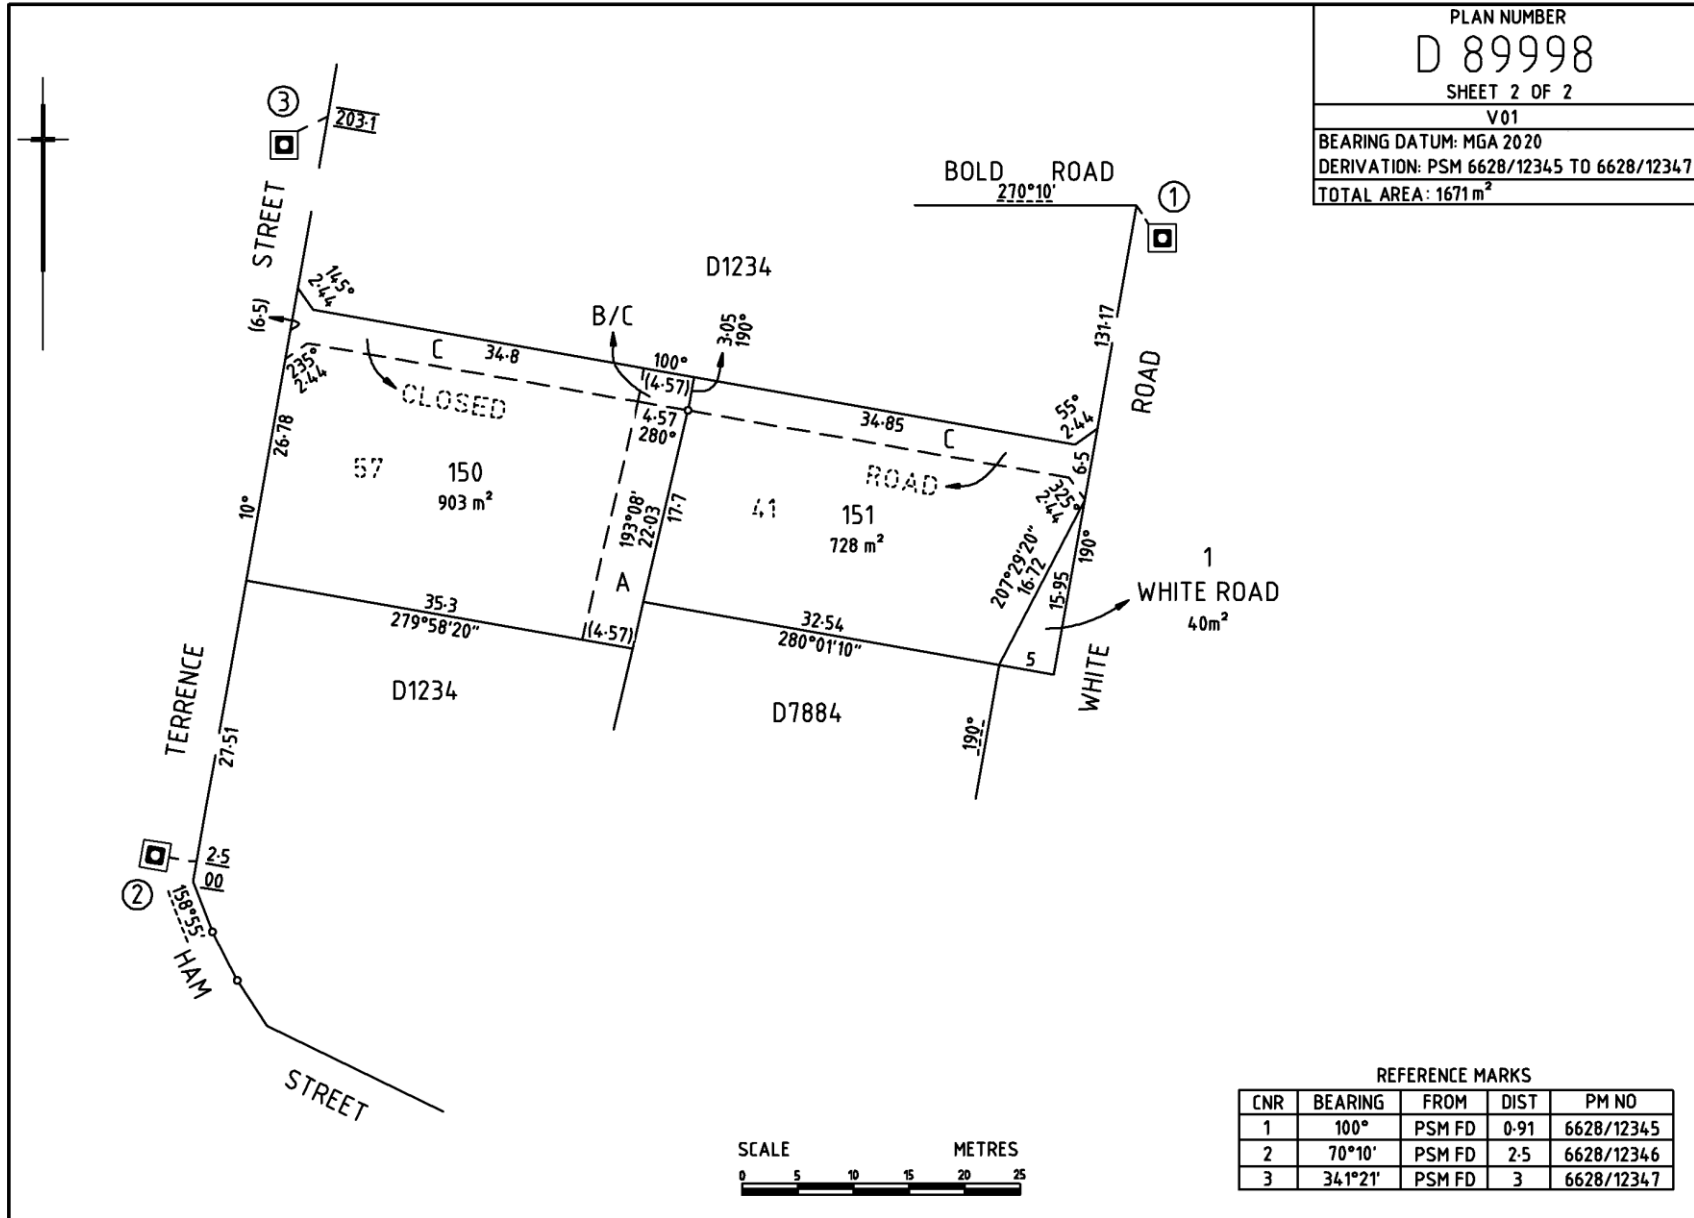 PLAN NUMBER
D 89998
SHEET 2 OF 2
V01
BEARING DATUM: MGA 2020
DERIVATION: PSM 6628/12345 TO 6628/12347
TOTAL AREA: 1671 m²
3
203·1
STREET
BOLD ROAD
270°10'
1
D1234
145°
2·44
(6·5)
B/C
3·05
190°
131·17
ROAD
C
34·8
100°
(4·57)
235°
2·44
CLOSED
4·57
280°
34·85
55°
2·44
C
6·5
26·78
57
150
903 m²
ROAD
325°
2·44
10°
193°08'
22·03
17·7
41
151
728 m²
207°29'20"
16·72
190°
15·95
1
WHITE ROAD
40m²
A
35·3
279°58'20"
(4·57)
32·54
280°01'10"
5
WHITE
TERRENCE
D1234
D7884
190°
27·51
2·5
00
2
158°55'
HAM
STREET
SCALE METRES
0 5 10 15 20 25
REFERENCE MARKS
CNR BEARING FROM DIST PM NO
1 100° PSM FD 0·91 6628/12345
2 70°10' PSM FD 2·5 6628/12346
3 341°21' PSM FD 3 6628/12347